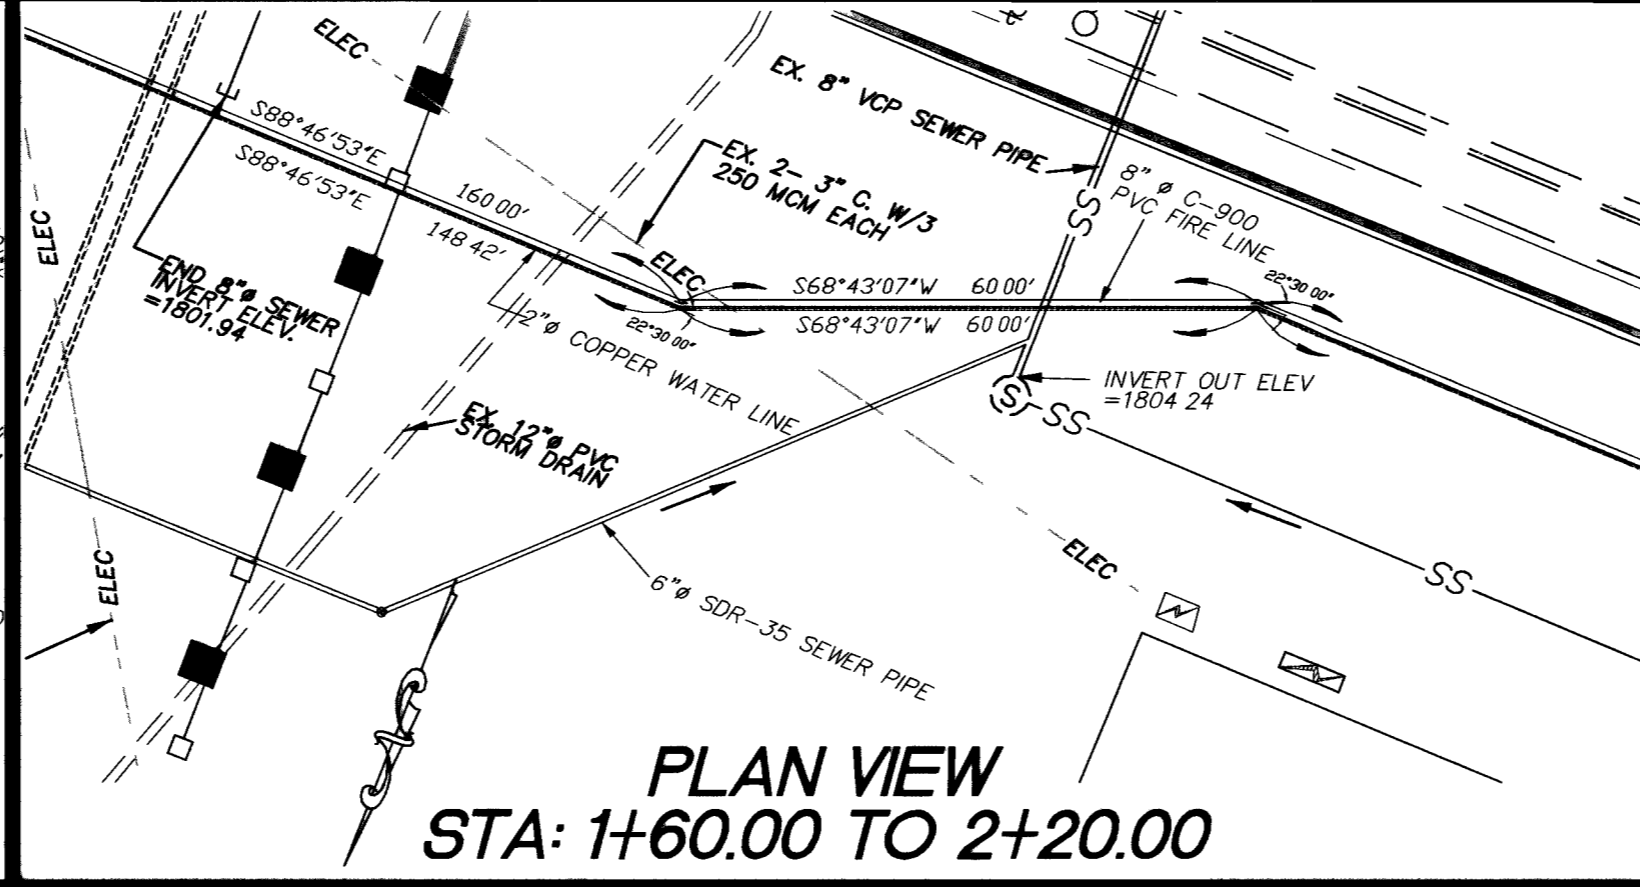 ELEC
EX. 8" VCP SEWER PIPE
S88°46'53"E
S88°46'53"E
160 00'
148 42'
EX. 2- 3" C. W/3
250 MCM EACH
SS
8" ø C-900
PVC FIRE LINE
ELEC
END 8"ø SEWER
INVERT ELEV.
=1801.94
ELEC
S68°43'07"W 60 00'
S68°43'07"W 60 00'
22°30 00"
22°30 00"
2"ø COPPER WATER LINE
INVERT OUT ELEV
=1804 24
S
SS
EX. 12"ø PVC
STORM DRAIN
ELEC
ELEC
SS
6"ø SDR-35 SEWER PIPE
PLAN VIEW
STA: 1+60.00 TO 2+20.00